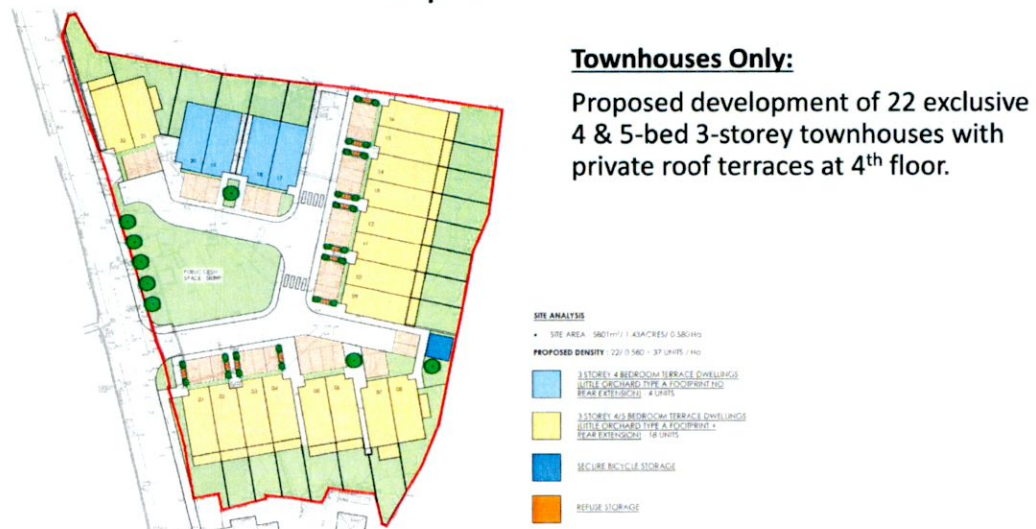 Townhouses Only:
Proposed development of 22 exclusive
4 & 5-bed 3-storey townhouses with
private roof terraces at 4th floor.
SITE ANALYSIS
• SITE AREA : 5801m²/ 1.43ACRES/ 0.580 Ha
PROPOSED DENSITY : 22/ 0.580 = 37 UNITS / Ha
3 STOREY 4 BEDROOM TERRACE DWELLINGS
(LITTLE ORCHARD TYPE A FOOTPRINT NO
REAR EXTENSION) - 4 UNITS
3 STOREY 4/5 BEDROOM TERRACE DWELLINGS
(LITTLE ORCHARD TYPE A FOOTPRINT +
REAR EXTENSION) - 18 UNITS
SECURE BICYCLE STORAGE
REFUSE STORAGE